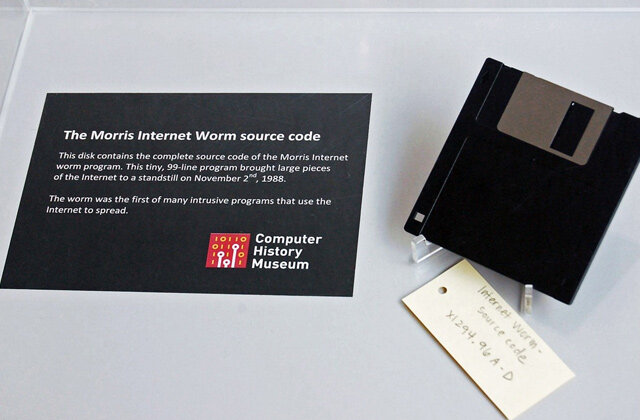 The Morris Internet Worm source code
This disk contains the complete source code of the Morris Internet
worm program. This tiny, 99-line program brought large pieces
of the Internet to a standstill on November 2nd, 1988.
The worm was the first of many intrusive programs that use the
Internet to spread.
10110
Computer
History
Museum
Internet Worm-
source code
X1294.96A-D